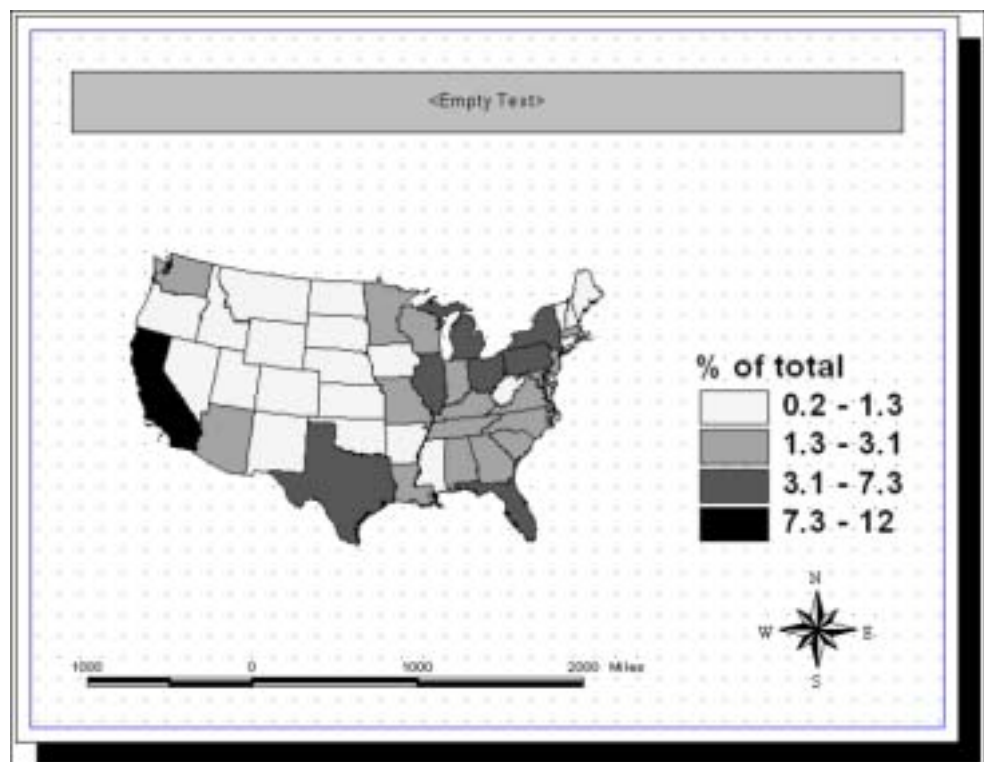 <Empty Text>
% of total
0.2 - 1.3
1.3 - 3.1
3.1 - 7.3
7.3 - 12
N
W E
S
1000 0 1000 2000 Miles